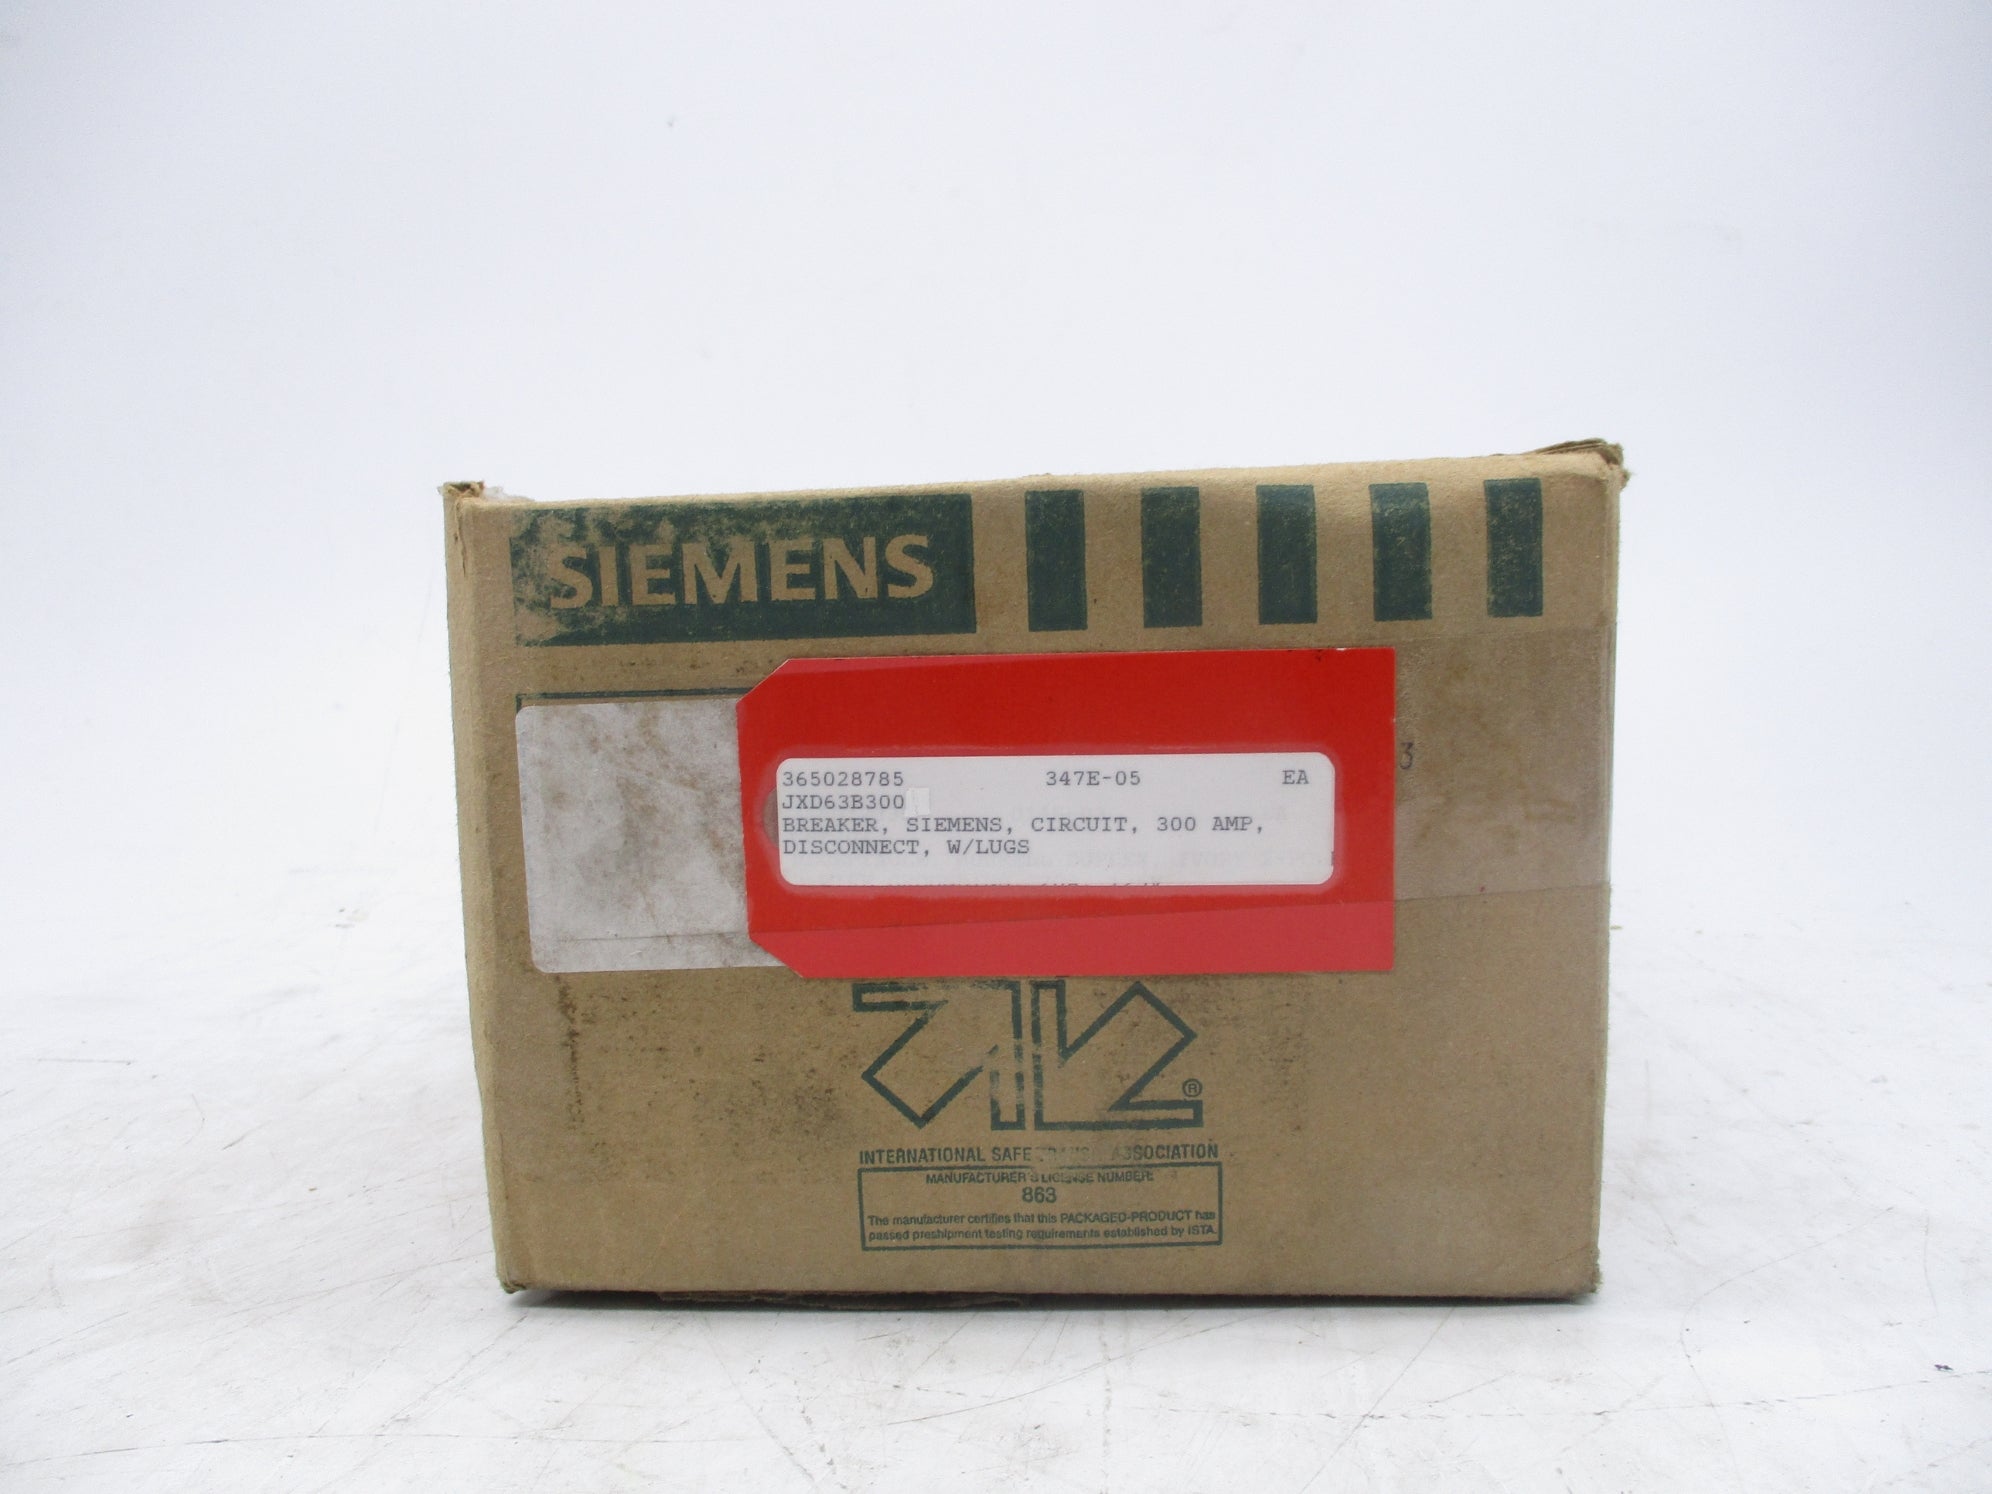 SIEMENS
3
365028785 347E-05 EA
JXD63B300
BREAKER, SIEMENS, CIRCUIT, 300 AMP,
DISCONNECT, W/LUGS
®
INTERNATIONAL SAFE ASSOCIATION
MANUFACTURER'S LICENSE NUMBER:
863
The manufacturer certifies that this PACKAGED-PRODUCT has
passed preshipment testing requirements established by ISTA.